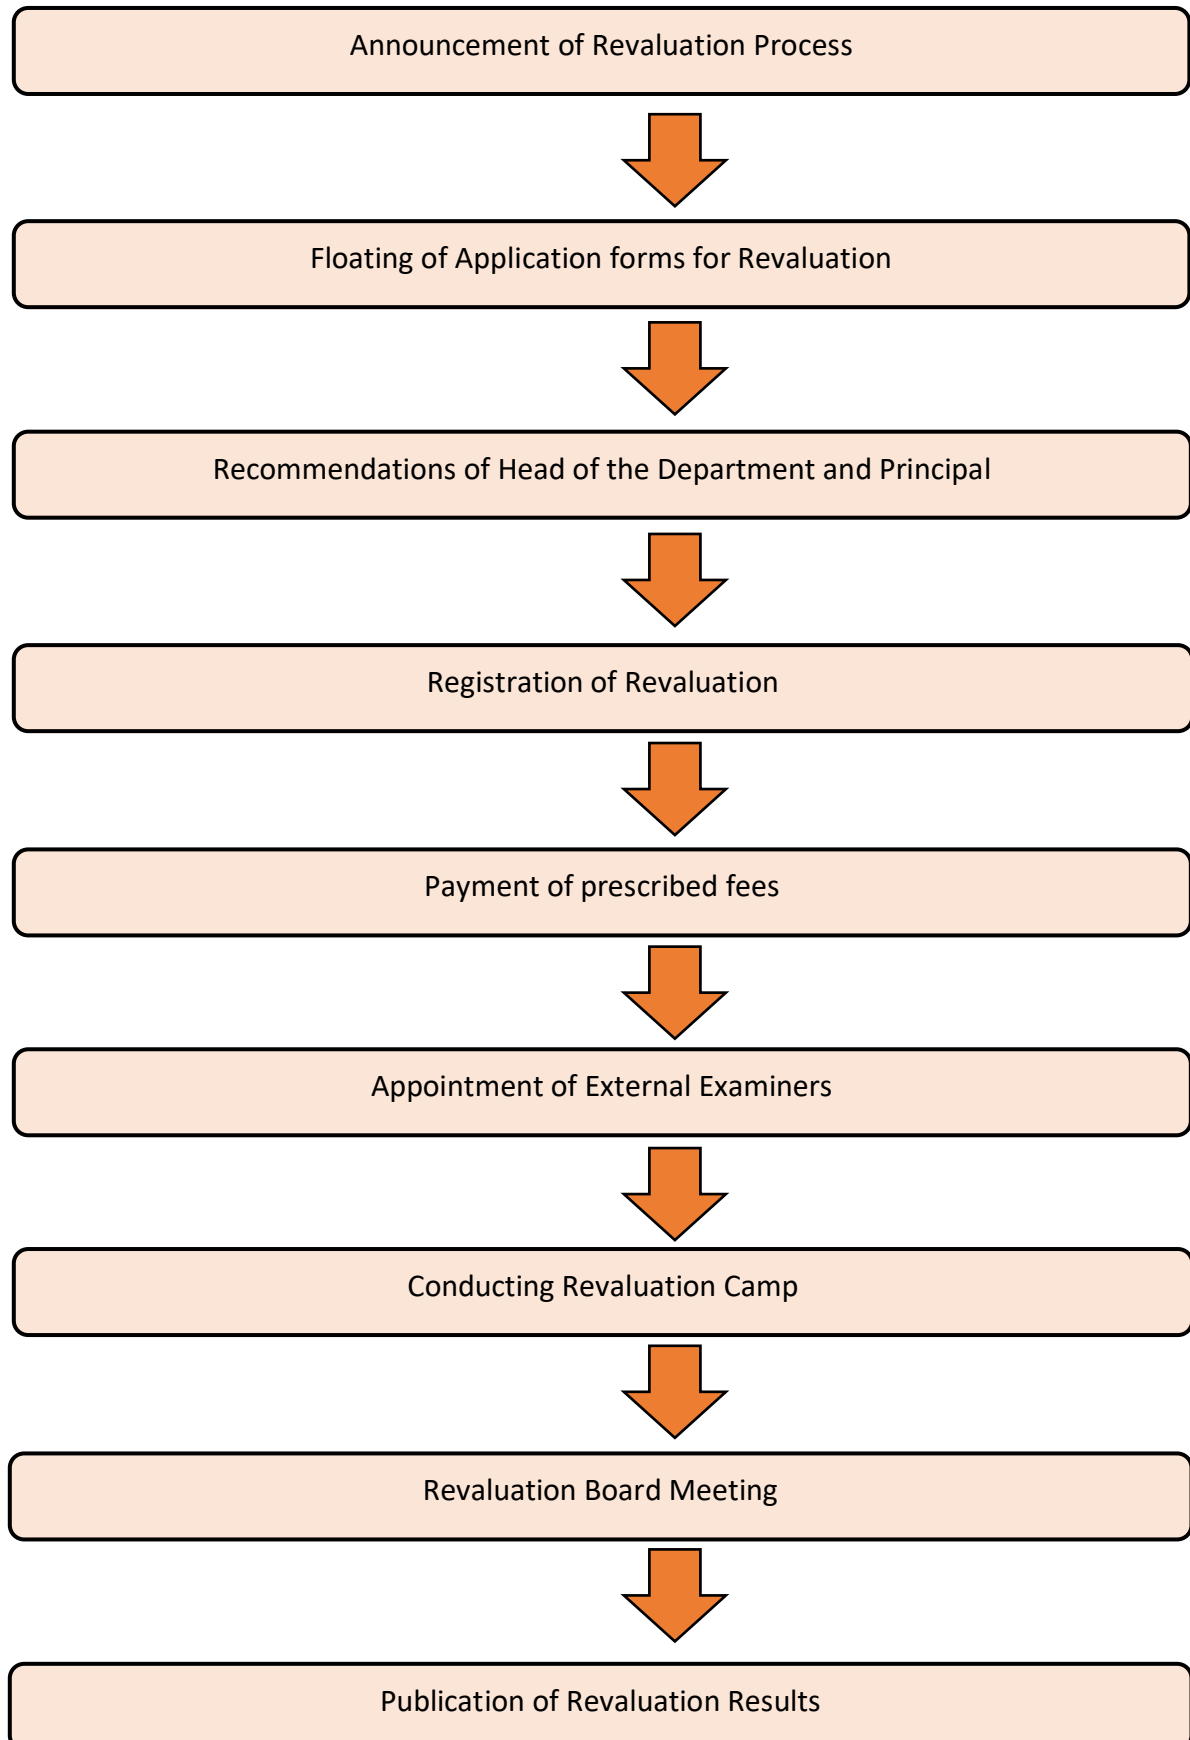 Announcement of Revaluation Process
Floating of Application forms for Revaluation
Recommendations of Head of the Department and Principal
Registration of Revaluation
Payment of prescribed fees
Appointment of External Examiners
Conducting Revaluation Camp
Revaluation Board Meeting
Publication of Revaluation Results